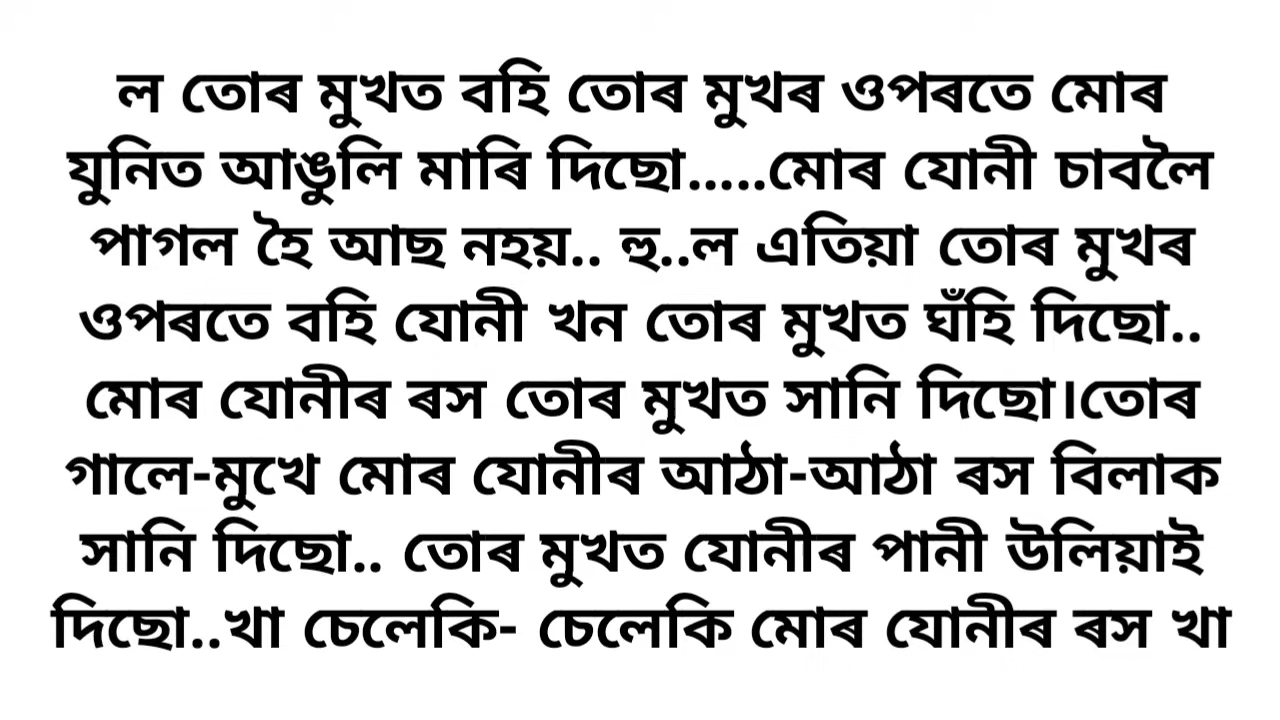 ল তোৰ মুখত বহি তোৰ মুখৰ ওপৰতে মোৰ
যুনিত আঙুলি মাৰি দিছো.....মোৰ যোনী চাবলৈ
পাগল হৈ আছ নহয়.. হু..ল এতিয়া তোৰ মুখৰ
ওপৰতে বহি যোনী খন তোৰ মুখত ঘঁহি দিছো..
মোৰ যোনীৰ ৰস তোৰ মুখত সানি দিছো।তোৰ
গালে-মুখে মোৰ যোনীৰ আঠা-আঠা ৰস বিলাক
সানি দিছো.. তোৰ মুখত যোনীৰ পানী উলিয়াই
দিছো..খা চেলেকি- চেলেকি মোৰ যোনীৰ ৰস খা